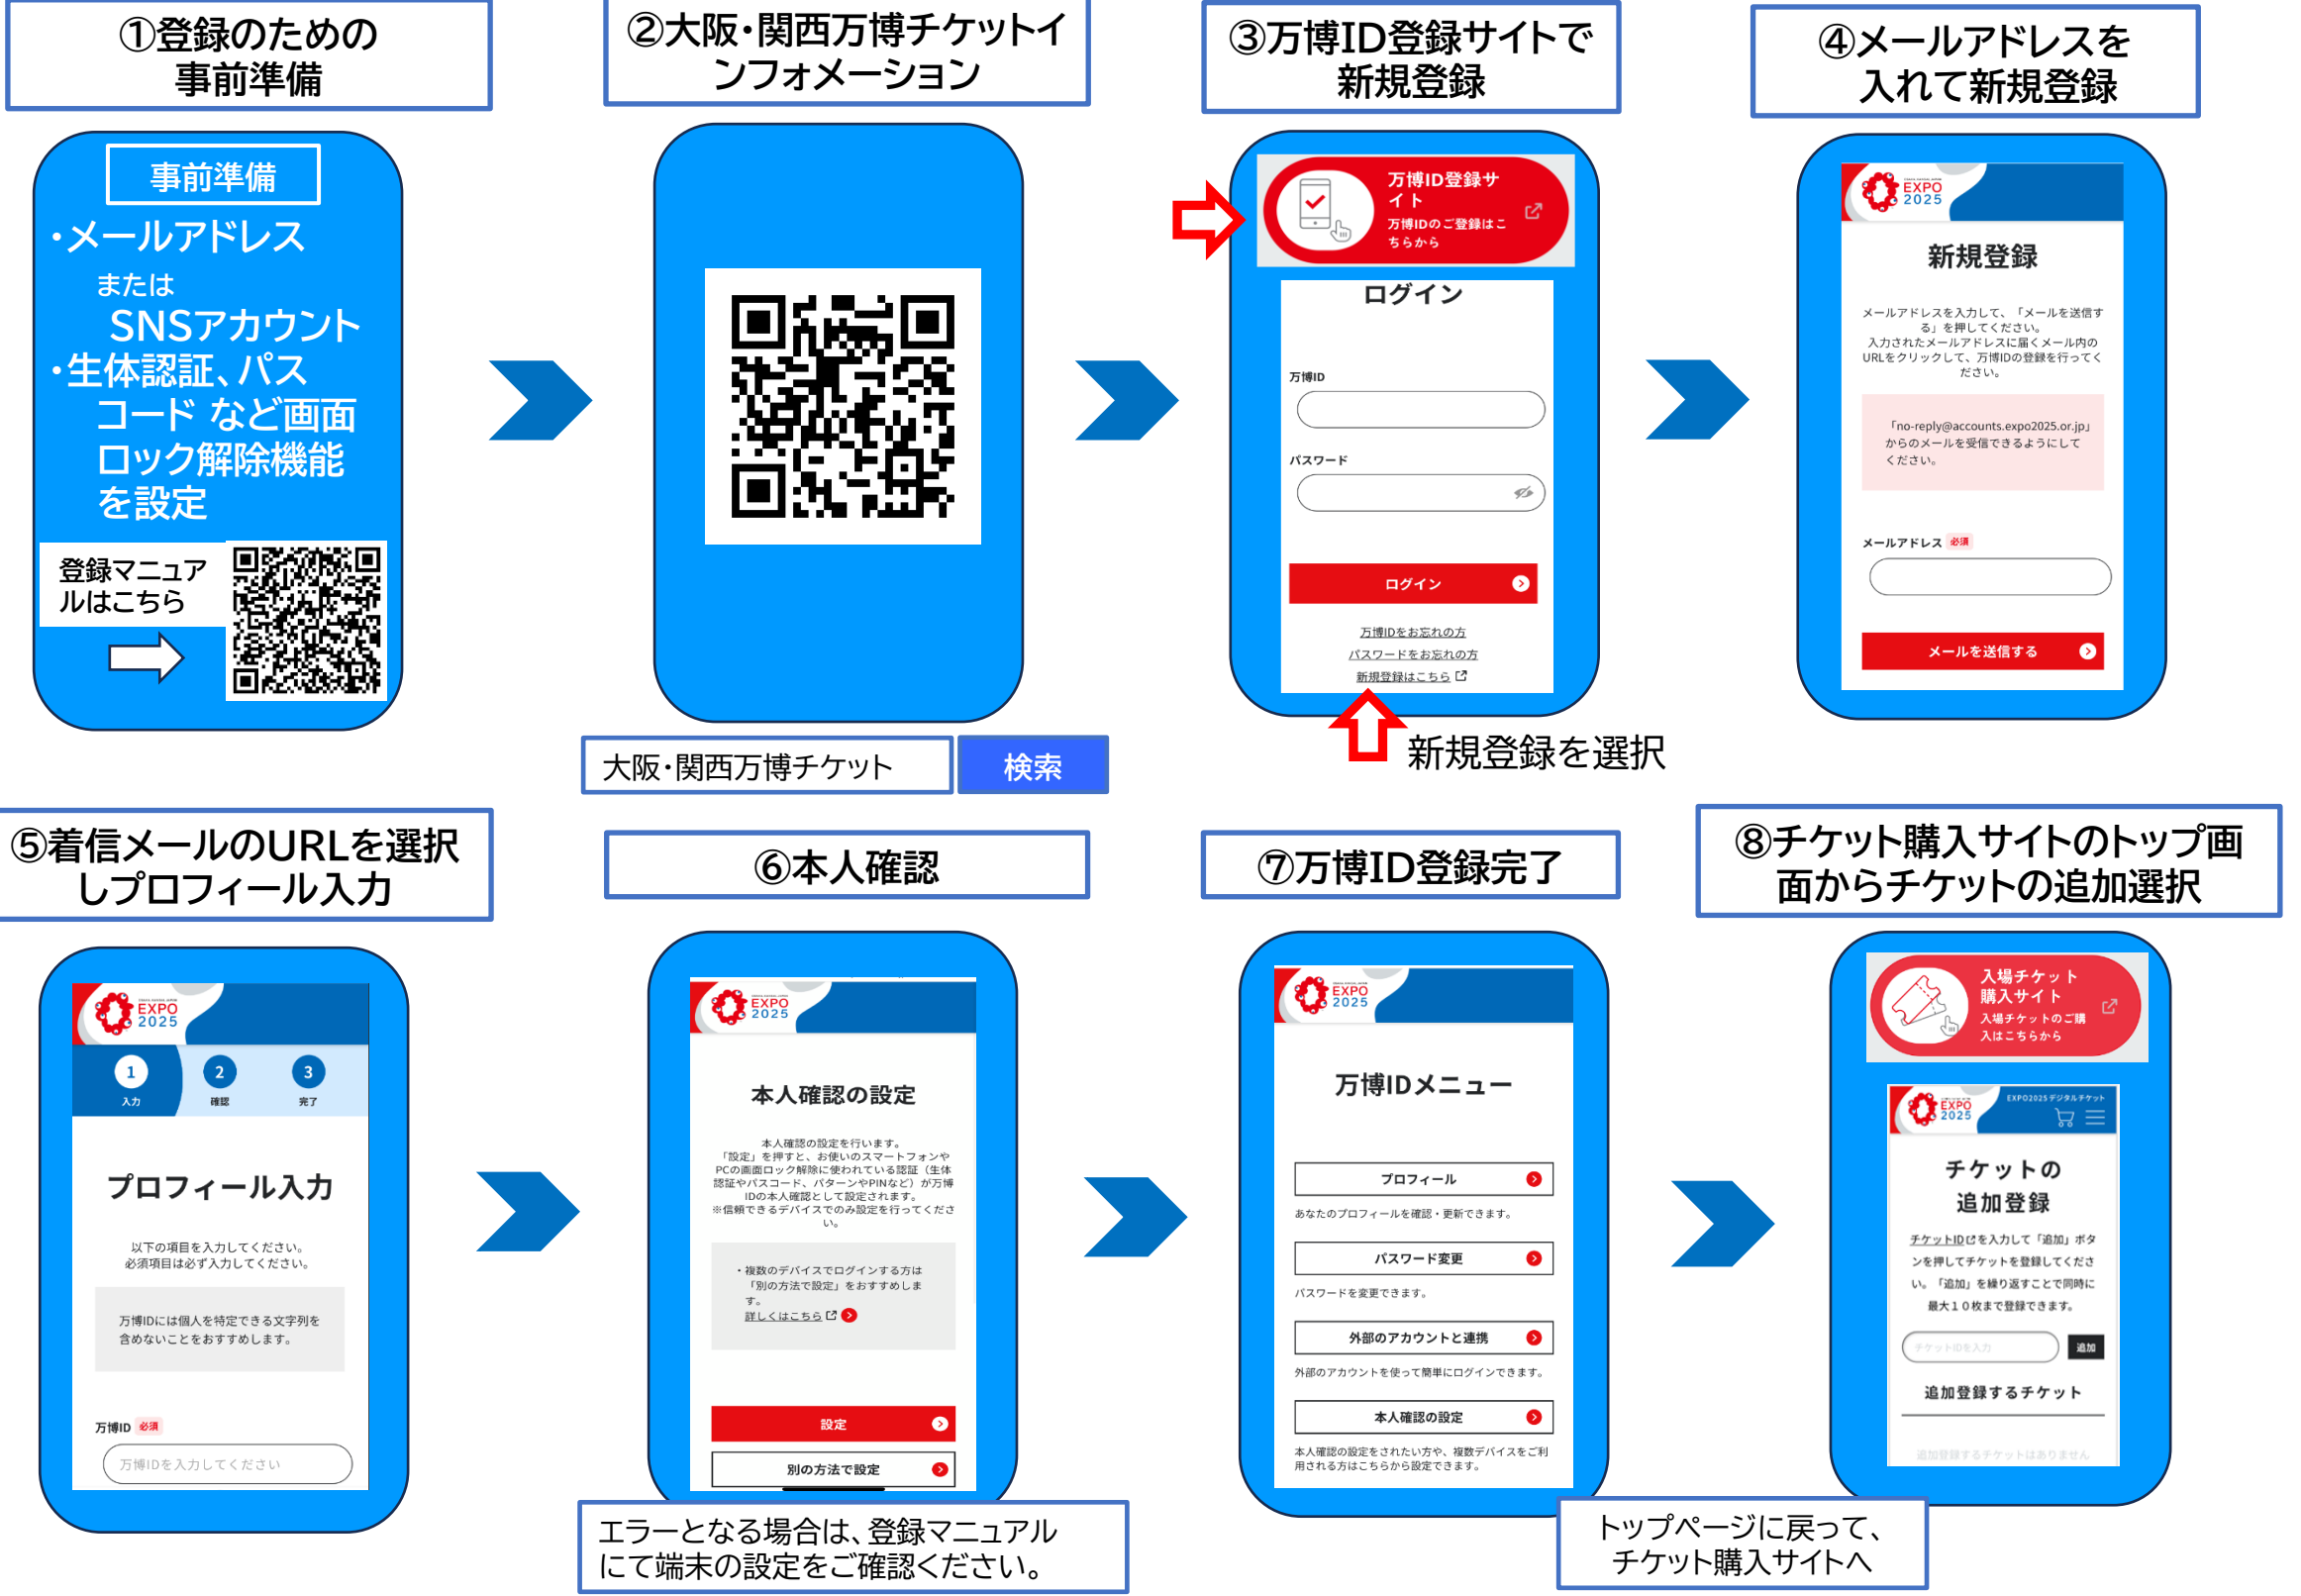 ①登録のための
事前準備
事前準備
・メールアドレス
または
SNSアカウント
・生体認証、パス
コード など画面
ロック解除機能
を設定
登録マニュア
ルはこちら
②大阪・関西万博チケットイ
ンフォメーション
大阪・関西万博チケット
検索
③万博ID登録サイトで
新規登録
万博ID登録サ
イト
万博IDのご登録はこ
ちらから
ログイン
万博ID
パスワード
ログイン
万博IDをお忘れの方
パスワードをお忘れの方
新規登録はこちら
新規登録を選択
④メールアドレスを
入れて新規登録
EXPO
2025
新規登録
メールアドレスを入力して、「メールを送信す
る」を押してください。
入力されたメールアドレスに届くメール内の
URLをクリックして、万博IDの登録を行ってく
ださい。
「no-reply@accounts.expo2025.or.jp」
からのメールを受信できるようにして
ください。
メールアドレス 必須
メールを送信する
⑤着信メールのURLを選択
しプロフィール入力
EXPO
2025
1 2 3
入力 確認 完了
プロフィール入力
以下の項目を入力してください。
必須項目は必ず入力してください。
万博IDには個人を特定できる文字列を
含めないことをおすすめします。
万博ID 必須
万博IDを入力してください
⑥本人確認
EXPO
2025
本人確認の設定
本人確認の設定を行います。
「設定」を押すと、お使いのスマートフォンや
PCの画面ロック解除に使われている認証（生体
認証やパスコード、パターンやPINなど）が万博
IDの本人確認として設定されます。
※信頼できるデバイスでのみ設定を行ってくださ
い。
・複数のデバイスでログインする方は
「別の方法で設定」をおすすめしま
す。
詳しくはこちら
設定
別の方法で設定
エラーとなる場合は、登録マニュアル
にて端末の設定をご確認ください。
⑦万博ID登録完了
EXPO
2025
万博IDメニュー
プロフィール
あなたのプロフィールを確認・更新できます。
パスワード変更
パスワードを変更できます。
外部のアカウントと連携
外部のアカウントを使って簡単にログインできます。
本人確認の設定
本人確認の設定をされたい方や、複数デバイスをご利
用される方はこちらから設定できます。
トップページに戻って、
チケット購入サイトへ
⑧チケット購入サイトのトップ画
面からチケットの追加選択
入場チケット
購入サイト
入場チケットのご購
入はこちらから
EXPO
2025
EXPO2025 デジタルチケット
チケットの
追加登録
チケットIDを入力して「追加」ボタ
ンを押してチケットを登録してくださ
い。「追加」を繰り返すことで同時に
最大１０枚まで登録できます。
チケットIDを入力
追加
追加登録するチケット
追加登録するチケットはありません